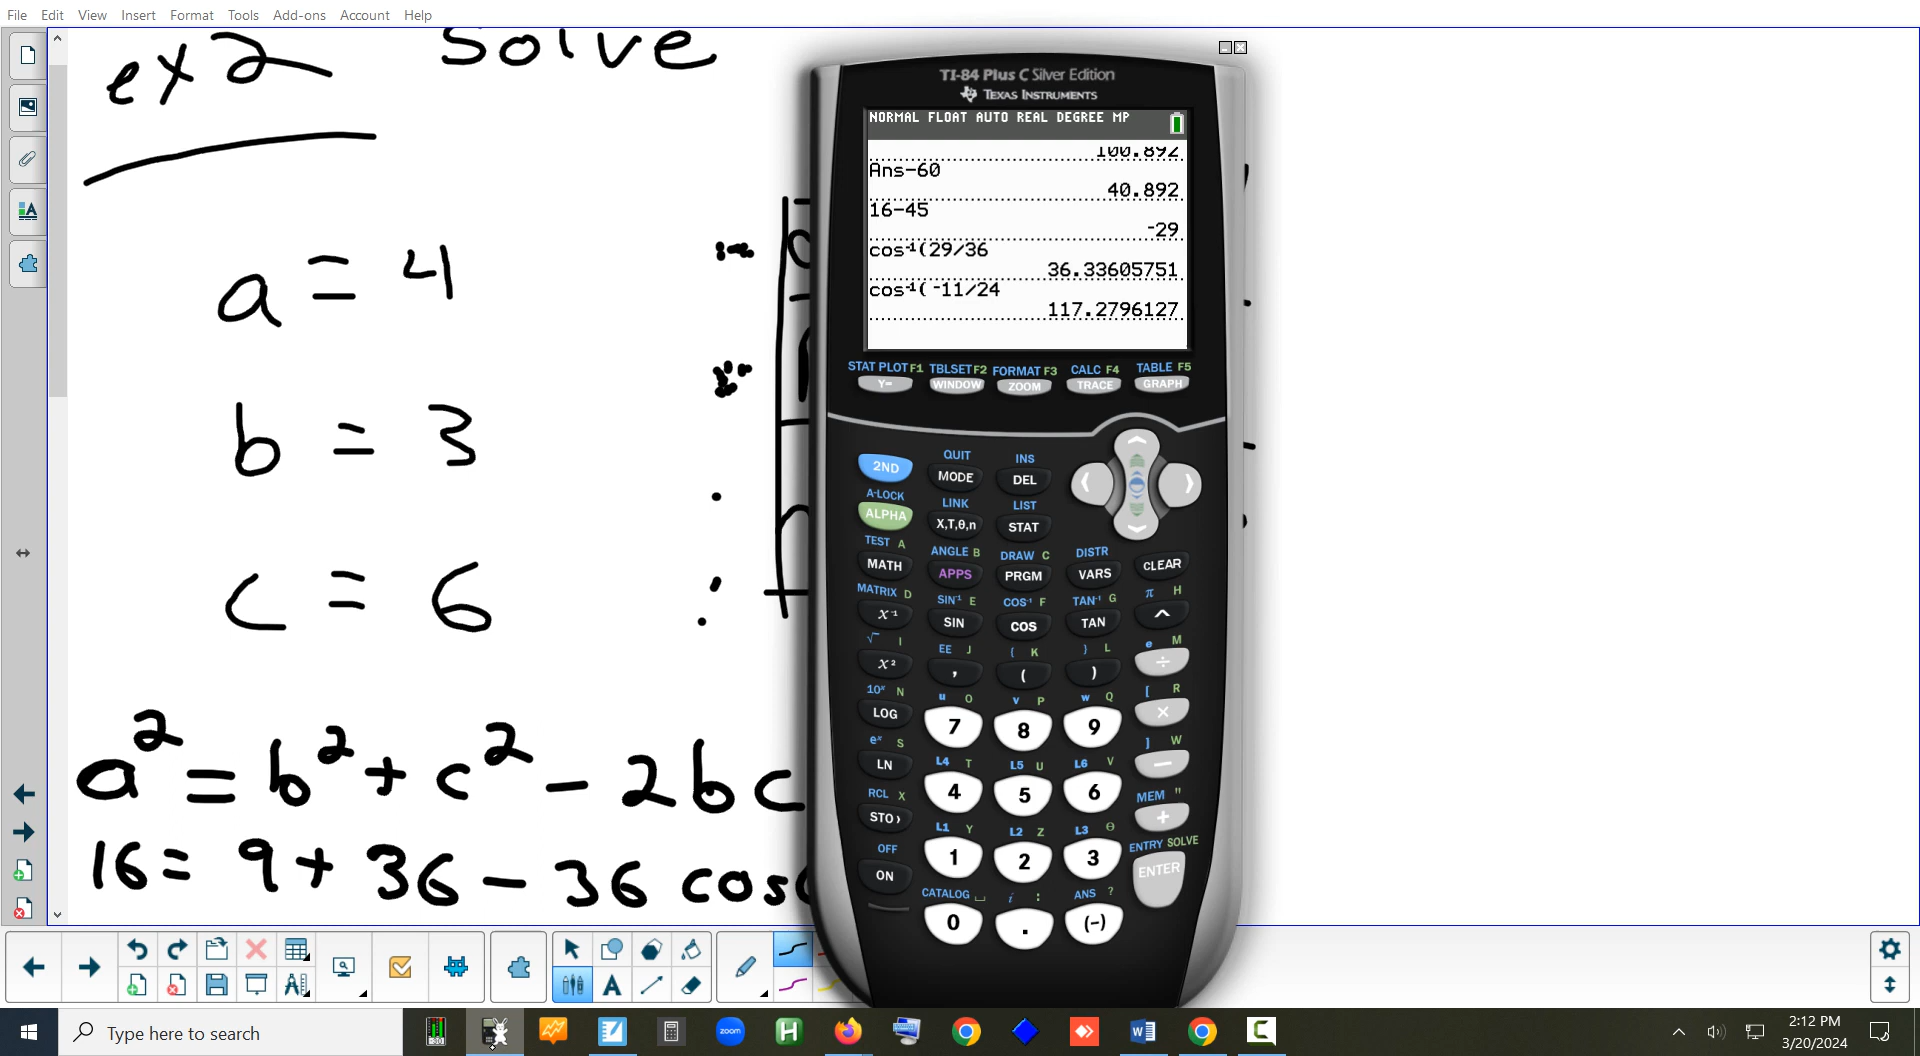 File Edit View Insert Format Tools Add-ons Account Help
ex 2 Solve
a = 4
b = 3
c = 6
a² = b² + c² - 2bc
16 = 9 + 36 - 36 cos
TI-84 Plus C Silver Edition
TEXAS INSTRUMENTS
NORMAL FLOAT AUTO REAL DEGREE MP
100.892
Ans-60
40.892
16-45
-29
cos⁻¹(29/36
36.33605751
cos⁻¹(-11/24
117.2796127
STAT PLOT F1 TBLSET F2 FORMAT F3 CALC F4 TABLE F5
Y= WINDOW ZOOM TRACE GRAPH
QUIT INS
2ND MODE DEL
A-LOCK LINK LIST
ALPHA X,T,θ,n STAT
TEST A ANGLE B DRAW C DISTR
MATH APPS PRGM VARS CLEAR
MATRIX D SIN⁻¹ E COS⁻¹ F TAN⁻¹ G π H
X⁻¹ SIN COS TAN ^
√ I EE J { K } L e M
X² , ( ) ÷
10ˣ N u O v P w Q [ R
LOG 7 8 9 ×
eˣ S L4 T L5 U L6 V ] W
LN 4 5 6 −
RCL X L1 Y L2 Z L3 θ MEM "
STO› 1 2 3 +
OFF CATALOG ⎵ i : ANS ? ENTRY SOLVE
ON 0 . (-) ENTER
A
Type here to search
zoom
H
W
C
2:12 PM
3/20/2024